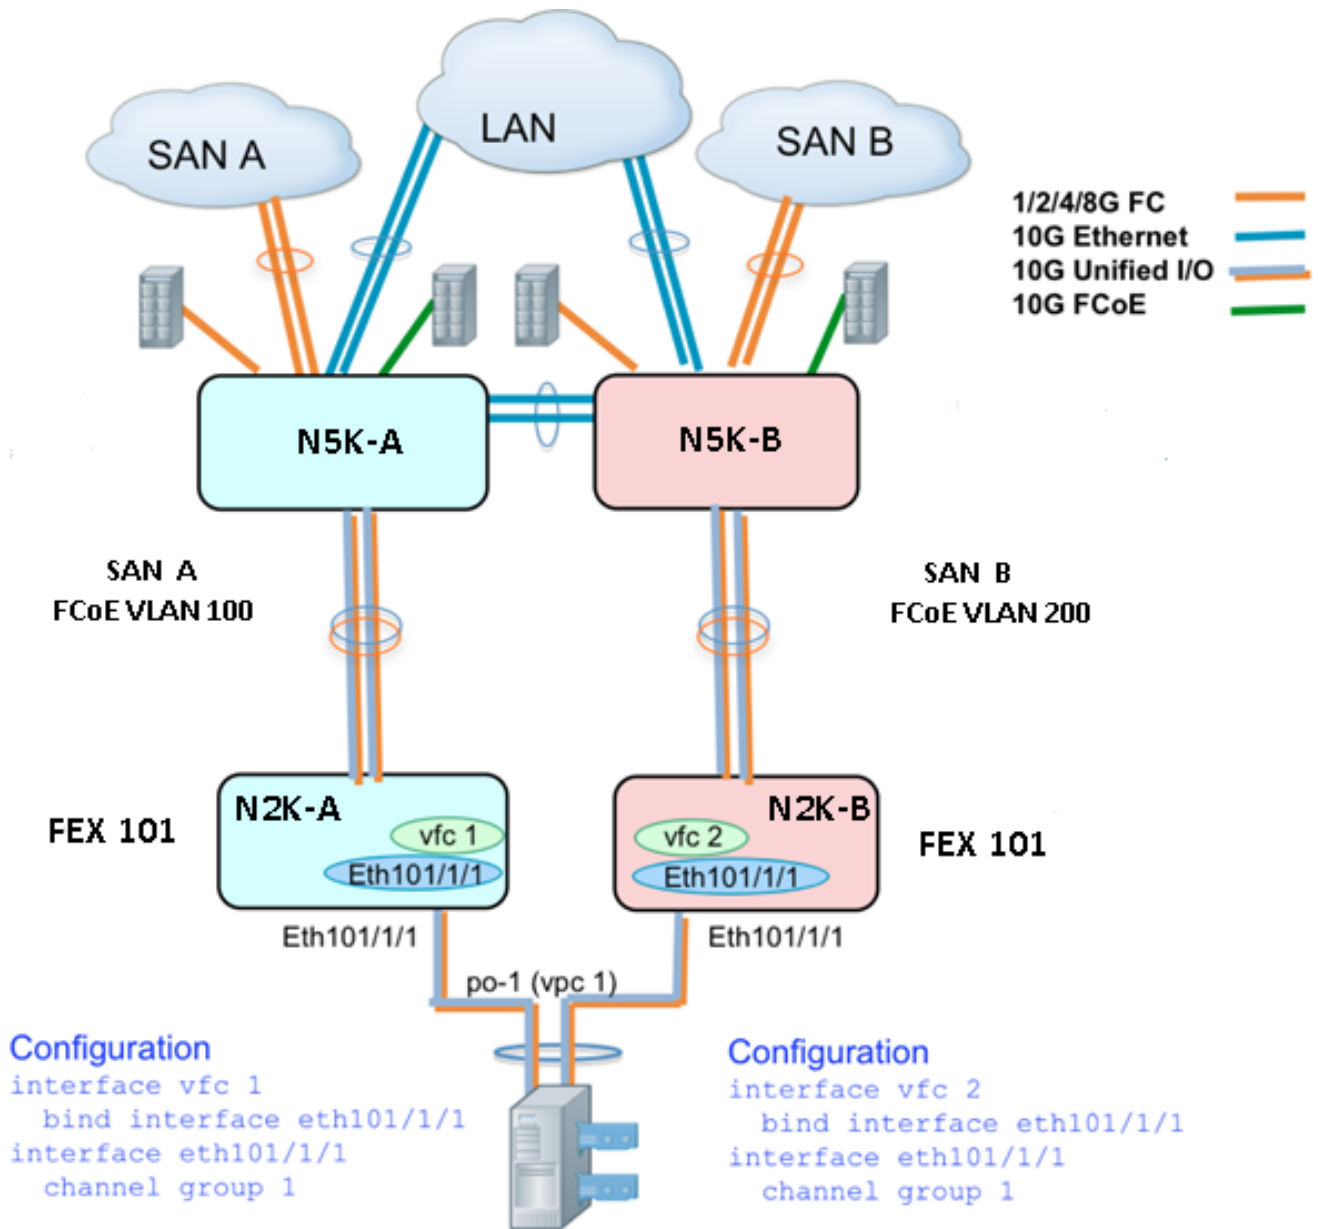 SAN A
LAN
SAN B
1/2/4/8G FC
10G Ethernet
10G Unified I/O
10G FCoE
N5K-A
N5K-B
SAN A
FCoE VLAN 100
SAN B
FCoE VLAN 200
FEX 101
N2K-A
vfc 1
Eth101/1/1
N2K-B
vfc 2
Eth101/1/1
FEX 101
Eth101/1/1
Eth101/1/1
po-1 (vpc 1)
Configuration
interface vfc 1
bind interface eth101/1/1
interface eth101/1/1
channel group 1
Configuration
interface vfc 2
bind interface eth101/1/1
interface eth101/1/1
channel group 1